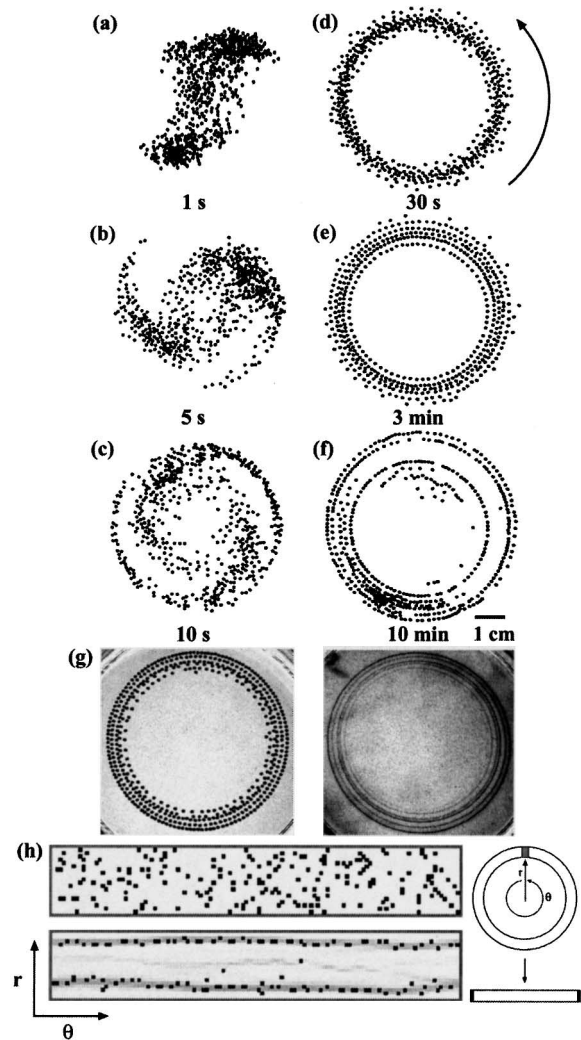 (a)
(d)
1 s
30 s
(b)
(e)
5 s
3 min
(c)
(f)
10 s
10 min
1 cm
(g)
(h)
r
θ
r
θ